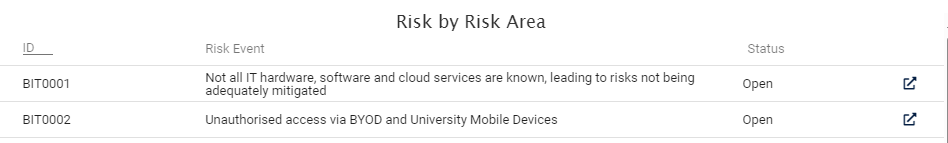 Risk by Risk Area
ID Risk Event Status
BIT0001 Not all IT hardware, software and cloud services are known, leading to risks not being Open
adequately mitigated
BIT0002 Unauthorised access via BYOD and University Mobile Devices Open